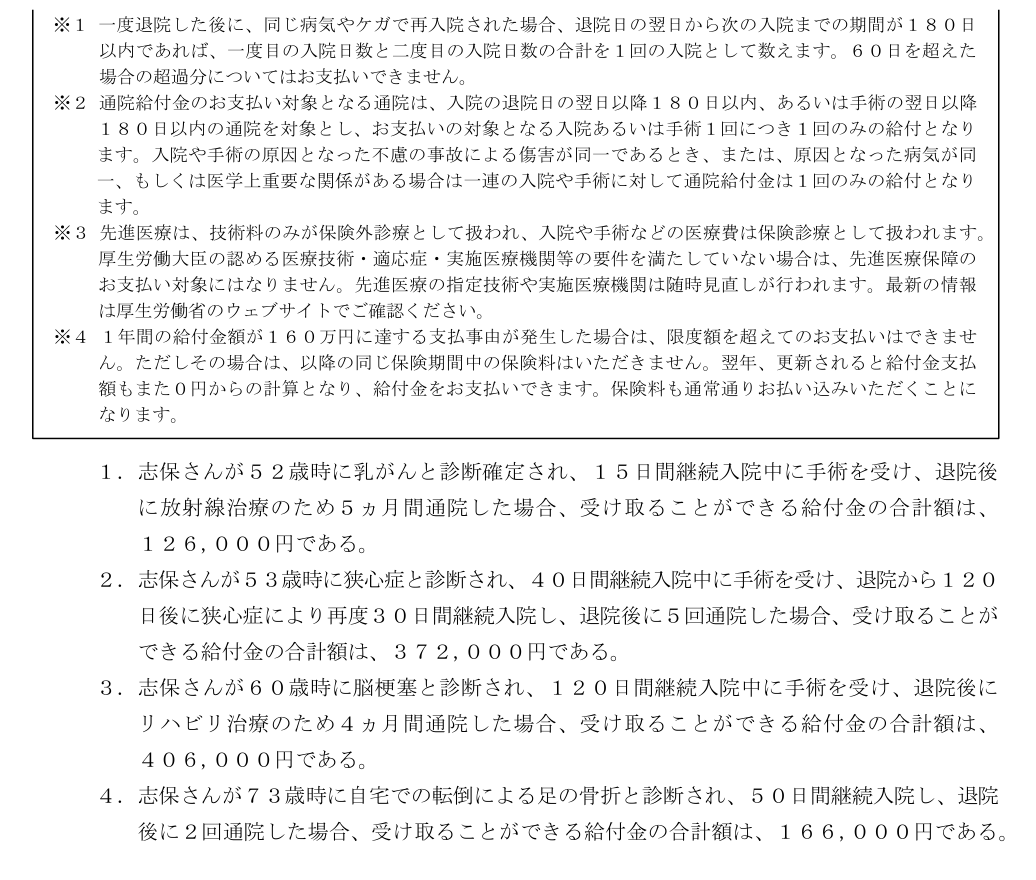 ※１　一度退院した後に、同じ病気やケガで再入院された場合、退院日の翌日から次の入院までの期間が１８０日
以内であれば、一度目の入院日数と二度目の入院日数の合計を１回の入院として数えます。６０日を超えた
場合の超過分についてはお支払いできません。
※２　通院給付金のお支払い対象となる通院は、入院の退院日の翌日以降１８０日以内、あるいは手術の翌日以降
１８０日以内の通院を対象とし、お支払いの対象となる入院あるいは手術１回につき１回のみの給付となり
ます。入院や手術の原因となった不慮の事故による傷害が同一であるとき、または、原因となった病気が同
一、もしくは医学上重要な関係がある場合は一連の入院や手術に対して通院給付金は１回のみの給付となり
ます。
※３　先進医療は、技術料のみが保険外診療として扱われ、入院や手術などの医療費は保険診療として扱われます。
厚生労働大臣の認める医療技術・適応症・実施医療機関等の要件を満たしていない場合は、先進医療保障の
お支払い対象にはなりません。先進医療の指定技術や実施医療機関は随時見直しが行われます。最新の情報
は厚生労働省のウェブサイトでご確認ください。
※４　１年間の給付金額が１６０万円に達する支払事由が発生した場合は、限度額を超えてのお支払いはできませ
ん。ただしその場合は、以降の同じ保険期間中の保険料はいただきません。翌年、更新されると給付金支払
額もまた０円からの計算となり、給付金をお支払いできます。保険料も通常通りお払い込みいただくことに
なります。
１．志保さんが５２歳時に乳がんと診断確定され、１５日間継続入院中に手術を受け、退院後
に放射線治療のため５ヵ月間通院した場合、受け取ることができる給付金の合計額は、
１２６，０００円である。
２．志保さんが５３歳時に狭心症と診断され、４０日間継続入院中に手術を受け、退院から１２０
日後に狭心症により再度３０日間継続入院し、退院後に５回通院した場合、受け取ることが
できる給付金の合計額は、３７２，０００円である。
３．志保さんが６０歳時に脳梗塞と診断され、１２０日間継続入院中に手術を受け、退院後に
リハビリ治療のため４ヵ月間通院した場合、受け取ることができる給付金の合計額は、
４０６，０００円である。
４．志保さんが７３歳時に自宅での転倒による足の骨折と診断され、５０日間継続入院し、退院
後に２回通院した場合、受け取ることができる給付金の合計額は、１６６，０００円である。